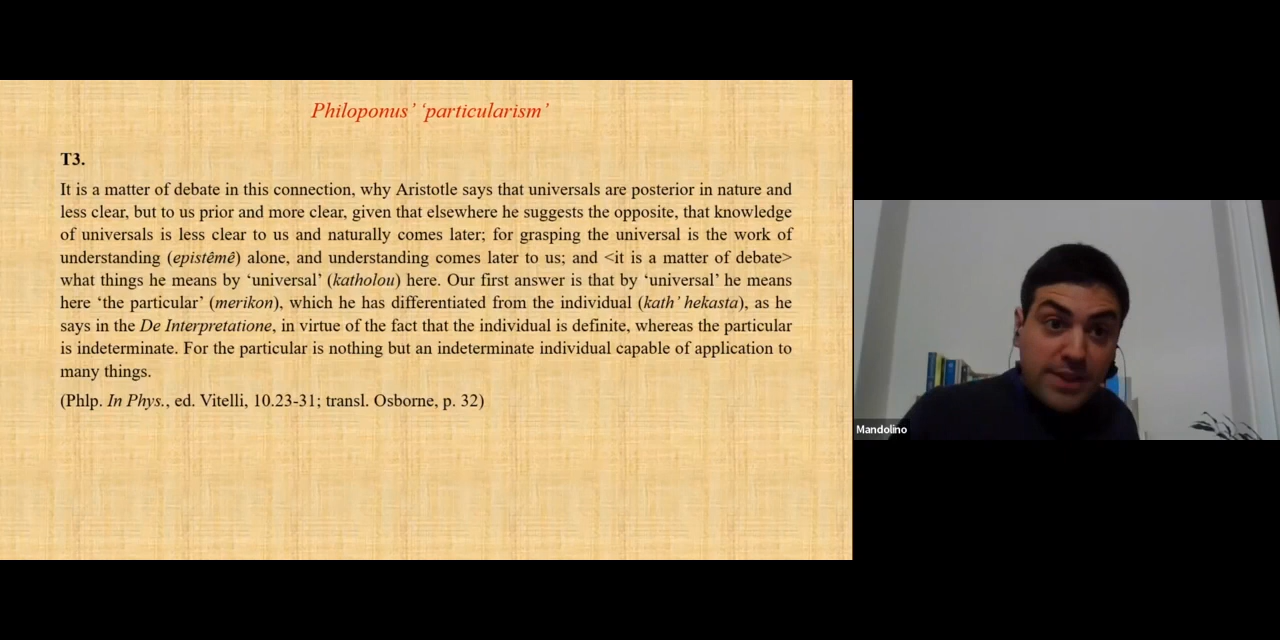 Philoponus' 'particularism'
T3.
It is a matter of debate in this connection, why Aristotle says that universals are posterior in nature and
less clear, but to us prior and more clear, given that elsewhere he suggests the opposite, that knowledge
of universals is less clear to us and naturally comes later; for grasping the universal is the work of
understanding (epistêmê) alone, and understanding comes later to us; and <it is a matter of debate>
what things he means by 'universal' (katholou) here. Our first answer is that by 'universal' he means
here 'the particular' (merikon), which he has differentiated from the individual (kath' hekasta), as he
says in the De Interpretatione, in virtue of the fact that the individual is definite, whereas the particular
is indeterminate. For the particular is nothing but an indeterminate individual capable of application to
many things.
(Phlp. In Phys., ed. Vitelli, 10.23-31; transl. Osborne, p. 32)
Mandolino